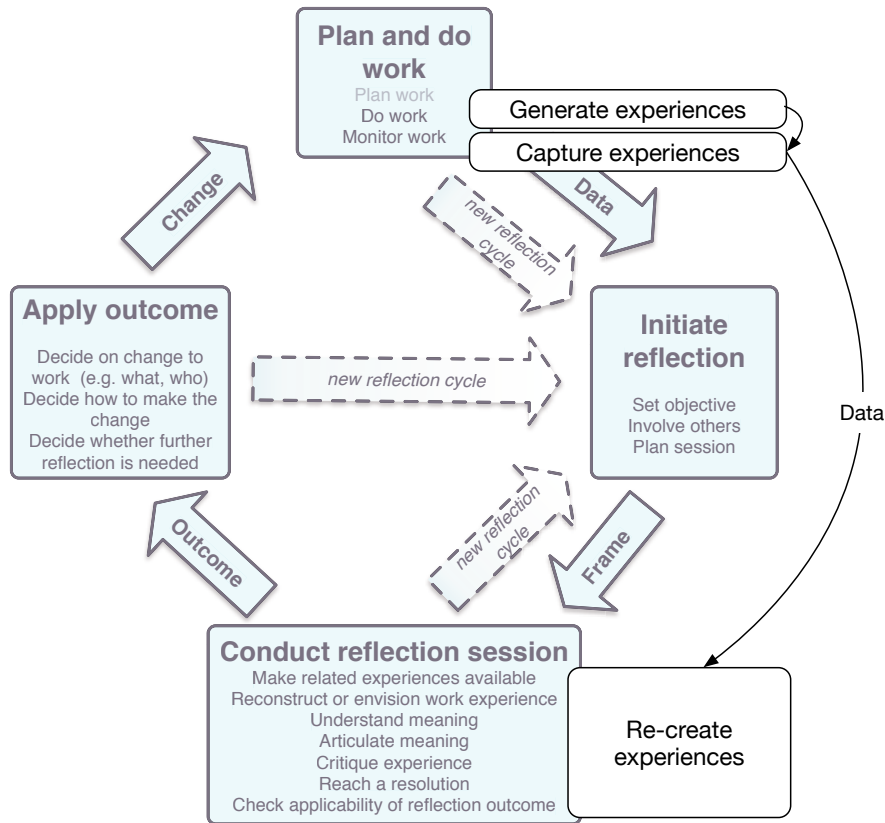 Plan and do
work
Plan work
Do work
Monitor work
Generate experiences
Capture experiences
Change
Data
new reflection
cycle
Apply outcome
Decide on change to
work (e.g. what, who)
Decide how to make the
change
Decide whether further
reflection is needed
new reflection cycle
Initiate
reflection
Set objective
Involve others
Plan session
Data
Outcome
new reflection
cycle
Frame
Conduct reflection session
Make related experiences available
Reconstruct or envision work experience
Understand meaning
Articulate meaning
Critique experience
Reach a resolution
Check applicability of reflection outcome
Re-create
experiences